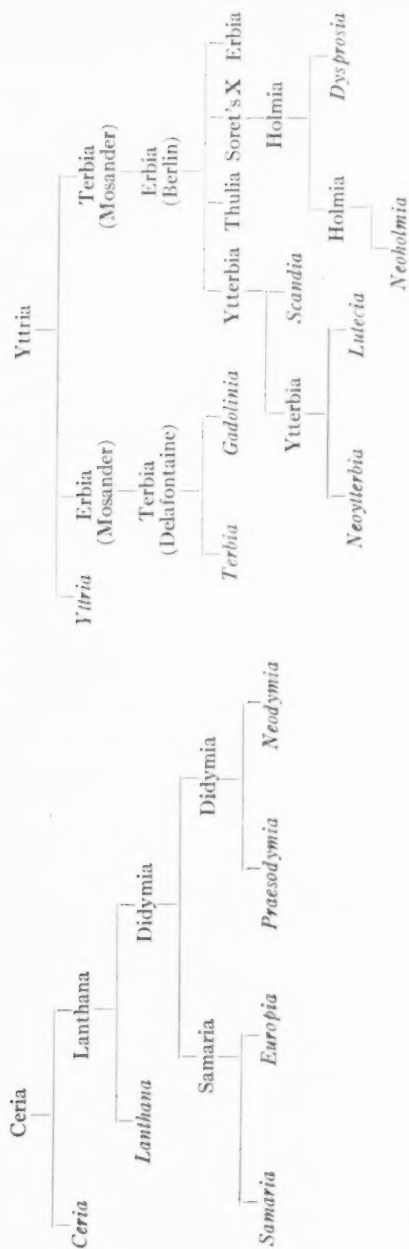 Ceria
Ceria Lanthana
Lanthana Didymia
Samaria Didymia
Samaria Europia Praesodymia Neodymia
Yttria
Yttria Erbia Terbia
(Mosander) (Mosander)
Terbia Erbia
(Delafontaine) (Berlin)
Terbia Gadolinia Ytterbia Thulia Soret's X Erbia
Ytterbia Scandia Holmia
Neoytterbia Lutecia Holmia Dysprosia
Neoholmia